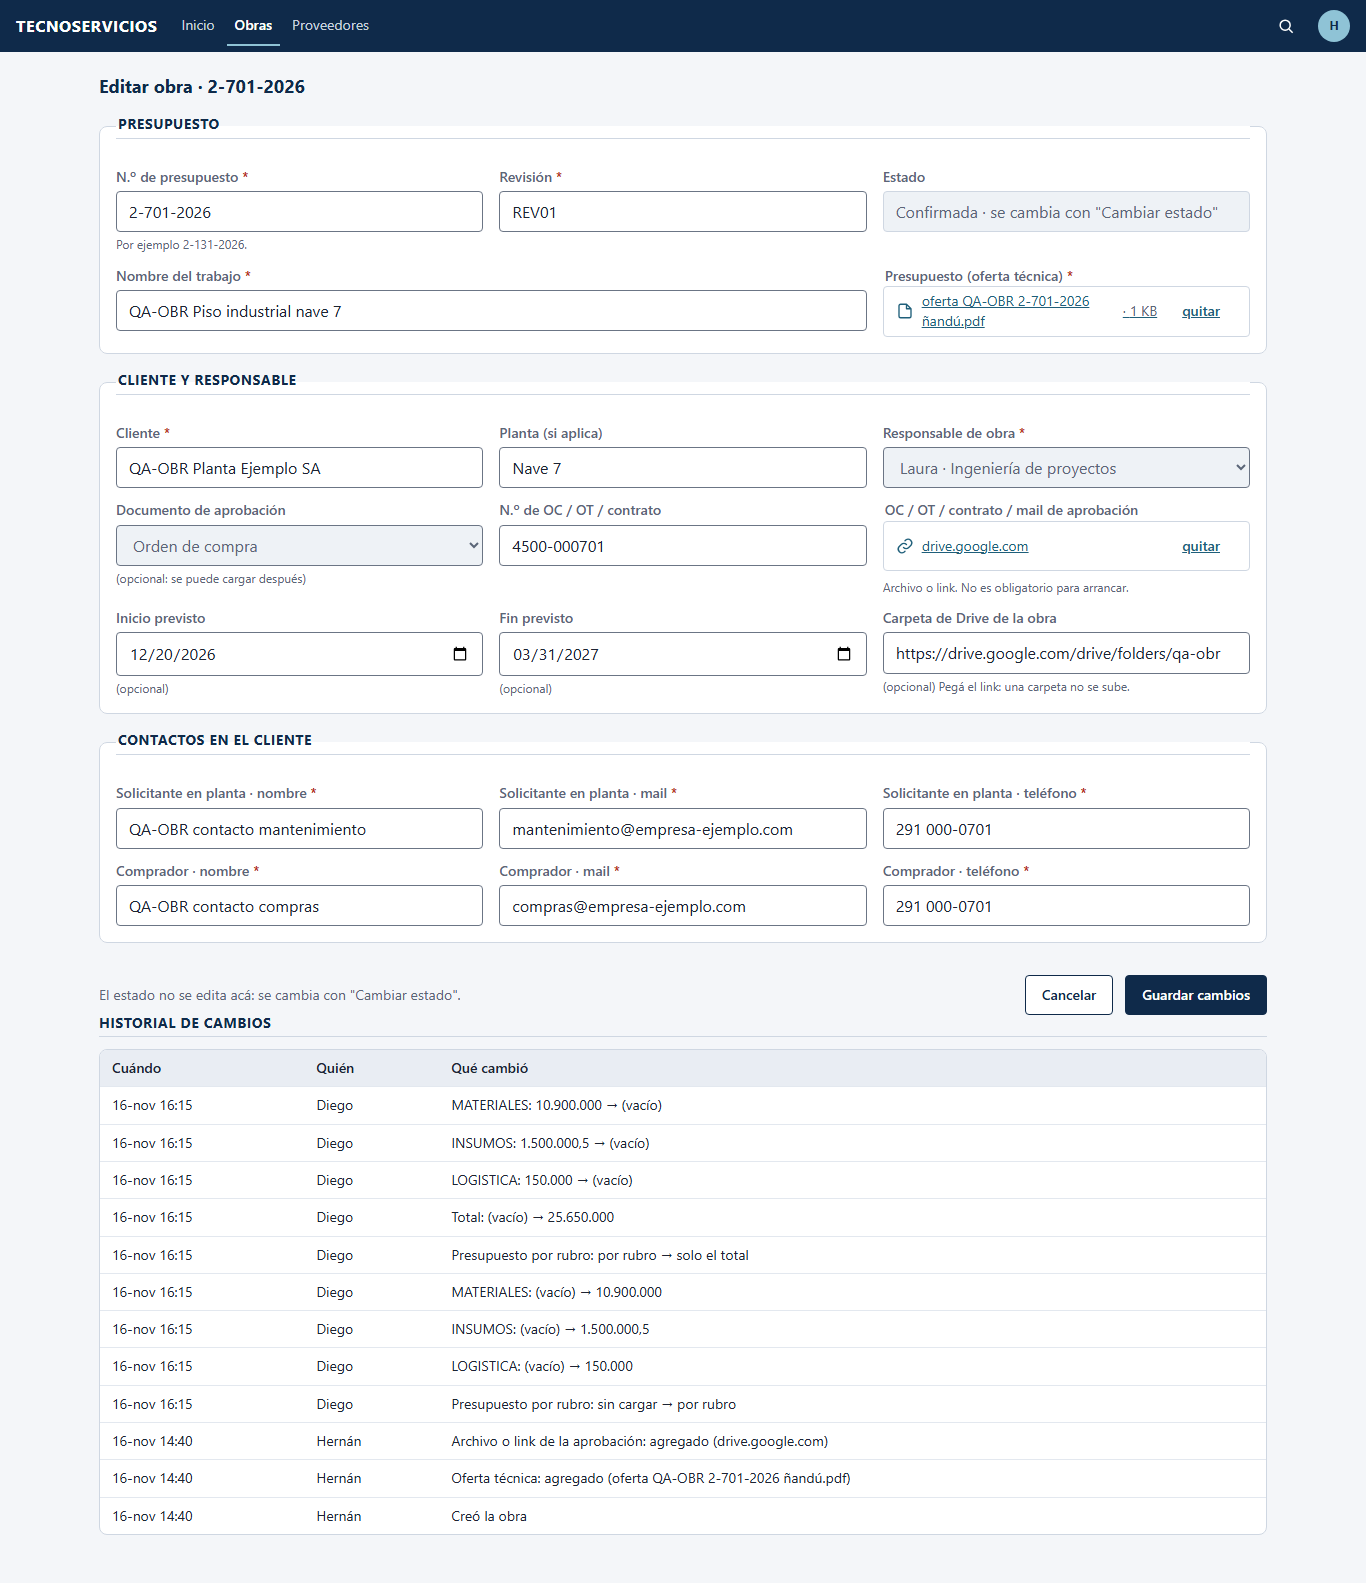 TECNOSERVICIOS Inicio Obras Proveedores H
Editar obra · 2-701-2026
PRESUPUESTO
N.º de presupuesto * Revisión * Estado
2-701-2026 REV01 Confirmada · se cambia con "Cambiar estado"
Por ejemplo 2-131-2026.
Nombre del trabajo * Presupuesto (oferta técnica) *
QA-OBR Piso industrial nave 7 oferta QA-OBR 2-701-2026 ñandú.pdf · 1 KB quitar
CLIENTE Y RESPONSABLE
Cliente * Planta (si aplica) Responsable de obra *
QA-OBR Planta Ejemplo SA Nave 7 Laura · Ingeniería de proyectos
Documento de aprobación N.º de OC / OT / contrato OC / OT / contrato / mail de aprobación
Orden de compra 4500-000701 drive.google.com quitar
(opcional: se puede cargar después) Archivo o link. No es obligatorio para arrancar.
Inicio previsto Fin previsto Carpeta de Drive de la obra
12/20/2026 03/31/2027 https://drive.google.com/drive/folders/qa-obr
(opcional) (opcional) (opcional) Pegá el link: una carpeta no se sube.
CONTACTOS EN EL CLIENTE
Solicitante en planta · nombre * Solicitante en planta · mail * Solicitante en planta · teléfono *
QA-OBR contacto mantenimiento mantenimiento@empresa-ejemplo.com 291 000-0701
Comprador · nombre * Comprador · mail * Comprador · teléfono *
QA-OBR contacto compras compras@empresa-ejemplo.com 291 000-0701
El estado no se edita acá: se cambia con "Cambiar estado". Cancelar Guardar cambios
HISTORIAL DE CAMBIOS
Cuándo Quién Qué cambió
16-nov 16:15 Diego MATERIALES: 10.900.000 → (vacío)
16-nov 16:15 Diego INSUMOS: 1.500.000,5 → (vacío)
16-nov 16:15 Diego LOGISTICA: 150.000 → (vacío)
16-nov 16:15 Diego Total: (vacío) → 25.650.000
16-nov 16:15 Diego Presupuesto por rubro: por rubro → solo el total
16-nov 16:15 Diego MATERIALES: (vacío) → 10.900.000
16-nov 16:15 Diego INSUMOS: (vacío) → 1.500.000,5
16-nov 16:15 Diego LOGISTICA: (vacío) → 150.000
16-nov 16:15 Diego Presupuesto por rubro: sin cargar → por rubro
16-nov 14:40 Hernán Archivo o link de la aprobación: agregado (drive.google.com)
16-nov 14:40 Hernán Oferta técnica: agregado (oferta QA-OBR 2-701-2026 ñandú.pdf)
16-nov 14:40 Hernán Creó la obra